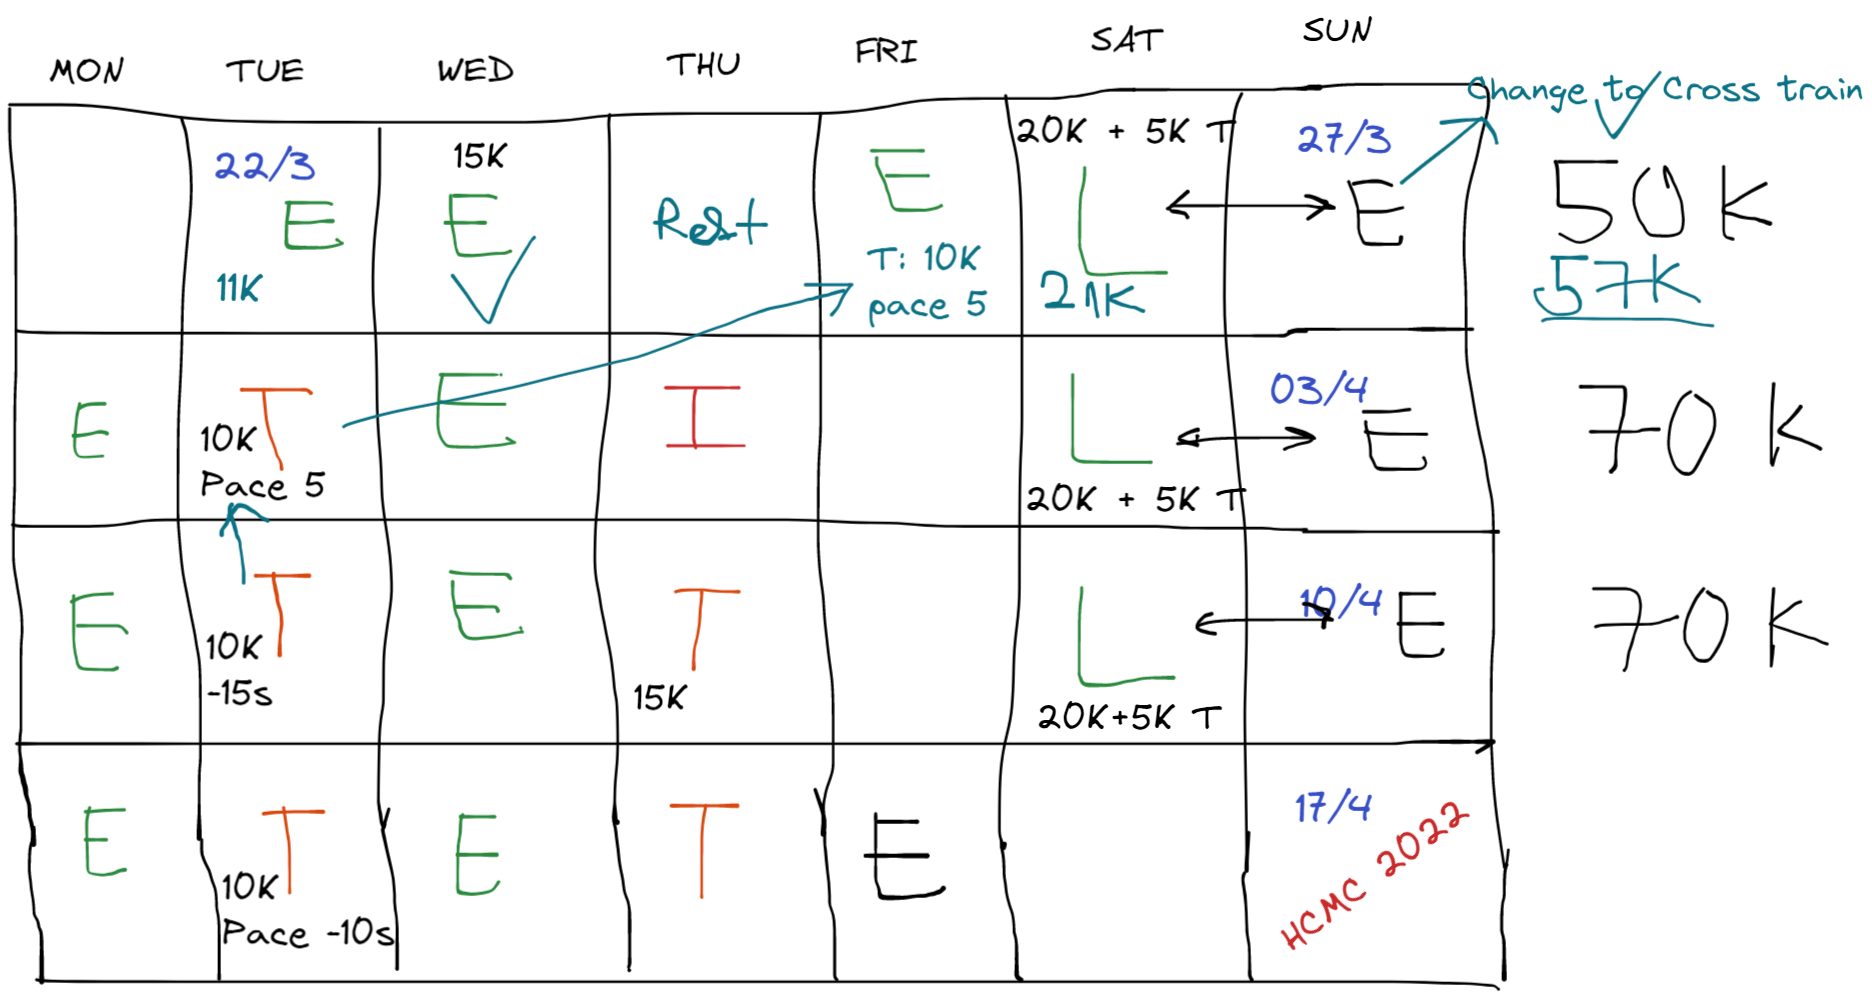 MON TUE WED THU FRI SAT SUN
Change to Cross train
22/3
E
11K
15K
E
Rest
E
T: 10K
pace 5
20K + 5K T
L
21K
27/3
E
50K
57K
E
T
10K
Pace 5
E
I
L
20K + 5K T
03/4
E
70K
E
T
10K
-15s
E
T
15K
L
20K+5K T
10/4
E
70K
E
T
10K
Pace -10s
E
T
E
17/4
HCMC 2022